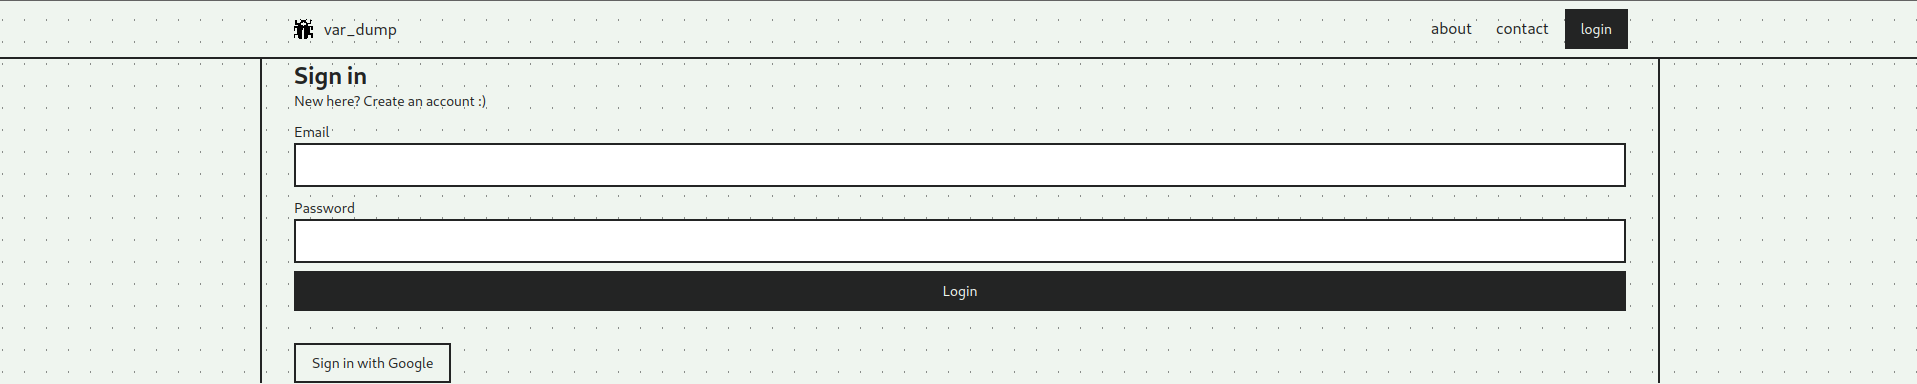 var_dump
about contact login
Sign in
New here? Create an account :)
Email
Password
Login
Sign in with Google